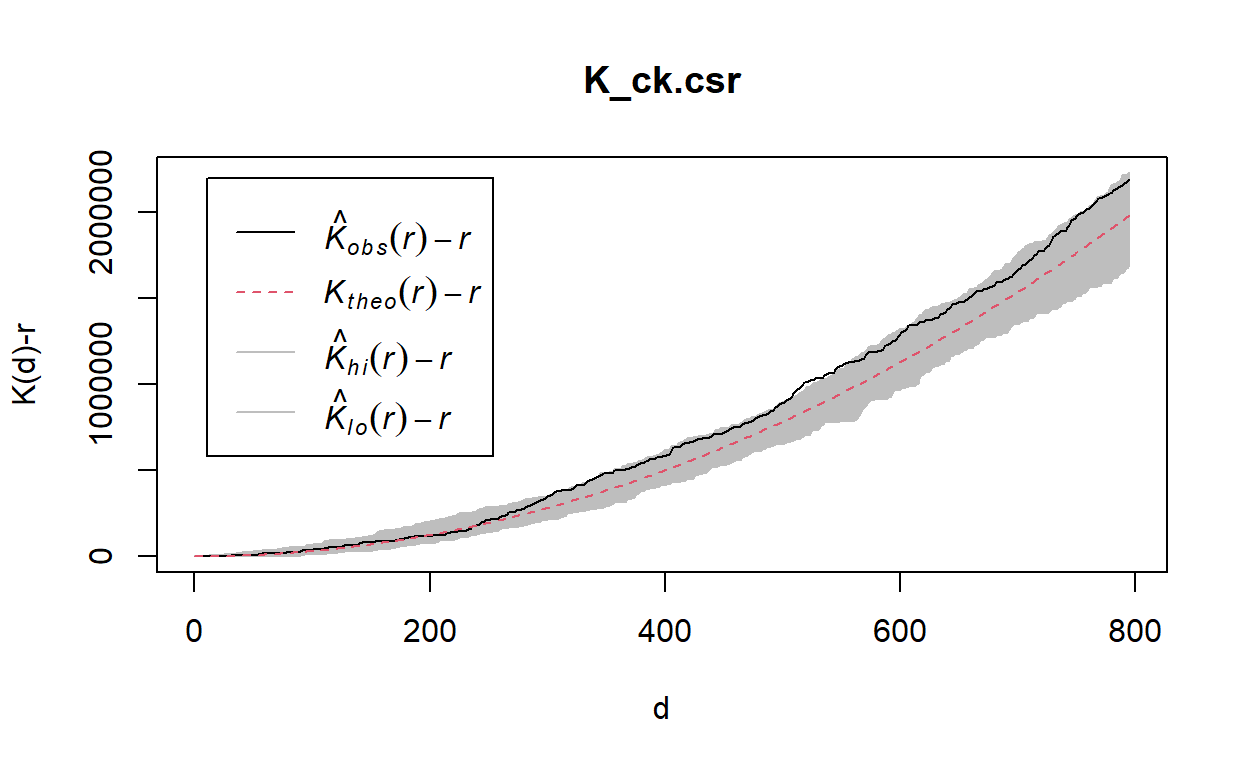 K_ck.csr
K(d)-r
2000000
1000000
0
K̂obs(r) − r
Ktheo(r) − r
K̂hi(r) − r
K̂lo(r) − r
0 200 400 600 800
d